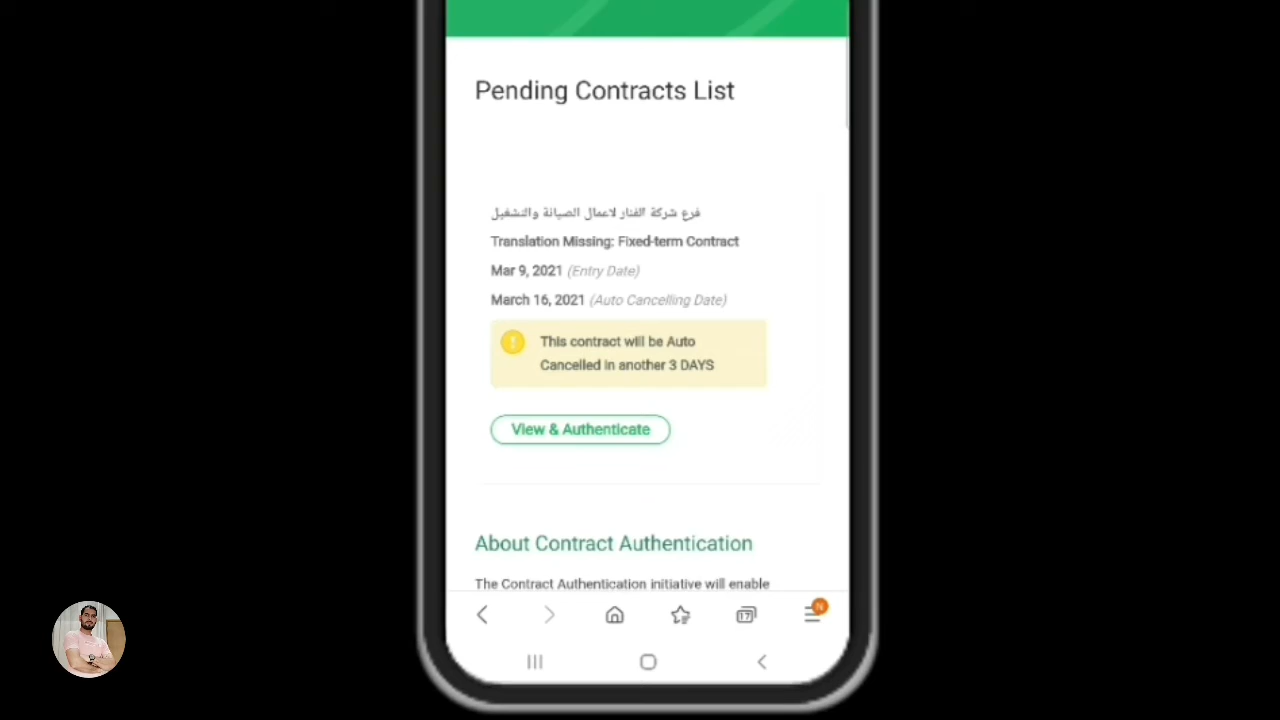 Pending Contracts List
فرع شركة الفنار لاعمال الصيانة والتشغيل
Translation Missing: Fixed-term Contract
Mar 9, 2021 (Entry Date)
March 16, 2021 (Auto Cancelling Date)
This contract will be Auto
Cancelled in another 3 DAYS
View & Authenticate
About Contract Authentication
The Contract Authentication initiative will enable
17
N